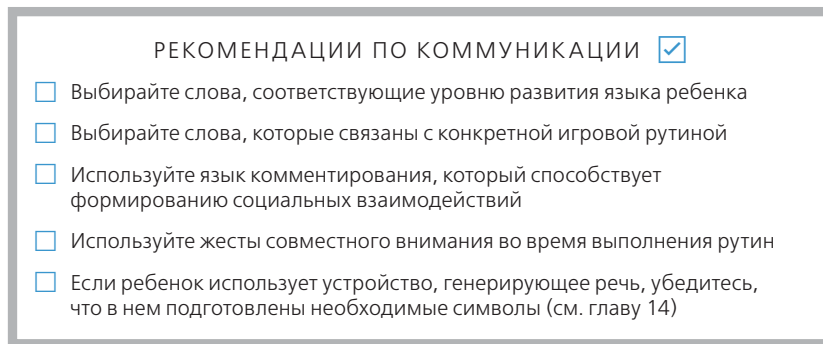 РЕКОМЕНДАЦИИ ПО КОММУНИКАЦИИ
Выбирайте слова, соответствующие уровню развития языка ребенка
Выбирайте слова, которые связаны с конкретной игровой рутиной
Используйте язык комментирования, который способствует
формированию социальных взаимодействий
Используйте жесты совместного внимания во время выполнения рутин
Если ребенок использует устройство, генерирующее речь, убедитесь,
что в нем подготовлены необходимые символы (см. главу 14)